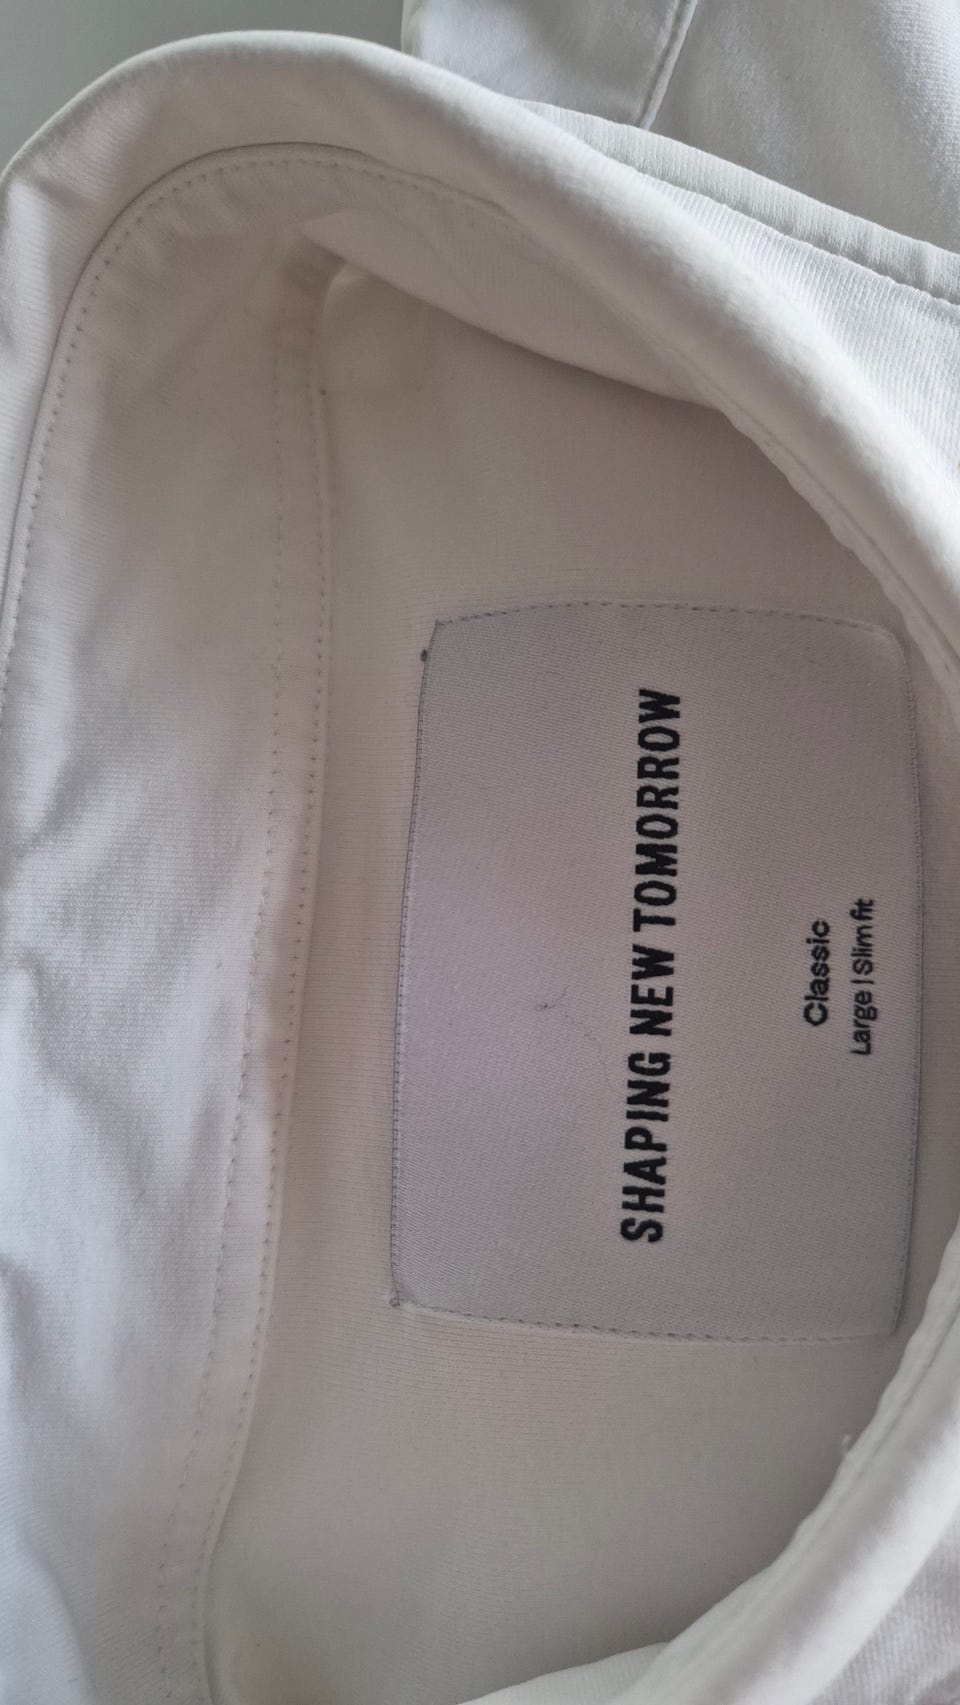 SHAPING NEW TOMORROW
Classic
Large | Slim fit